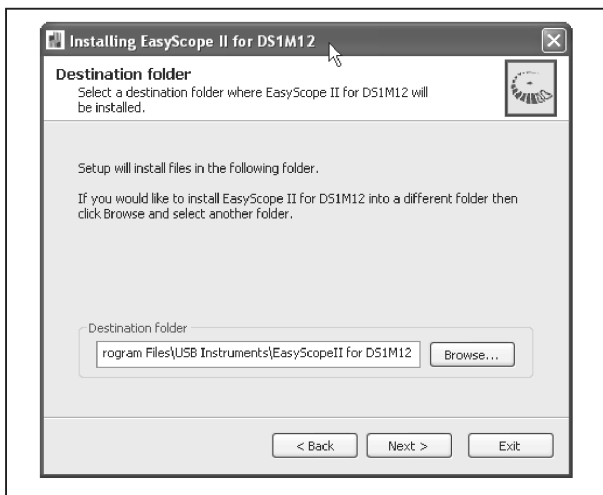 Installing EasyScope II for DS1M12
Destination folder
Select a destination folder where EasyScope II for DS1M12 will
be installed.
Setup will install files in the following folder.
If you would like to install EasyScope II for DS1M12 into a different folder then
click Browse and select another folder.
Destination folder
rogram Files\USB Instruments\EasyScopeII for DS1M12
Browse...
< Back
Next >
Exit